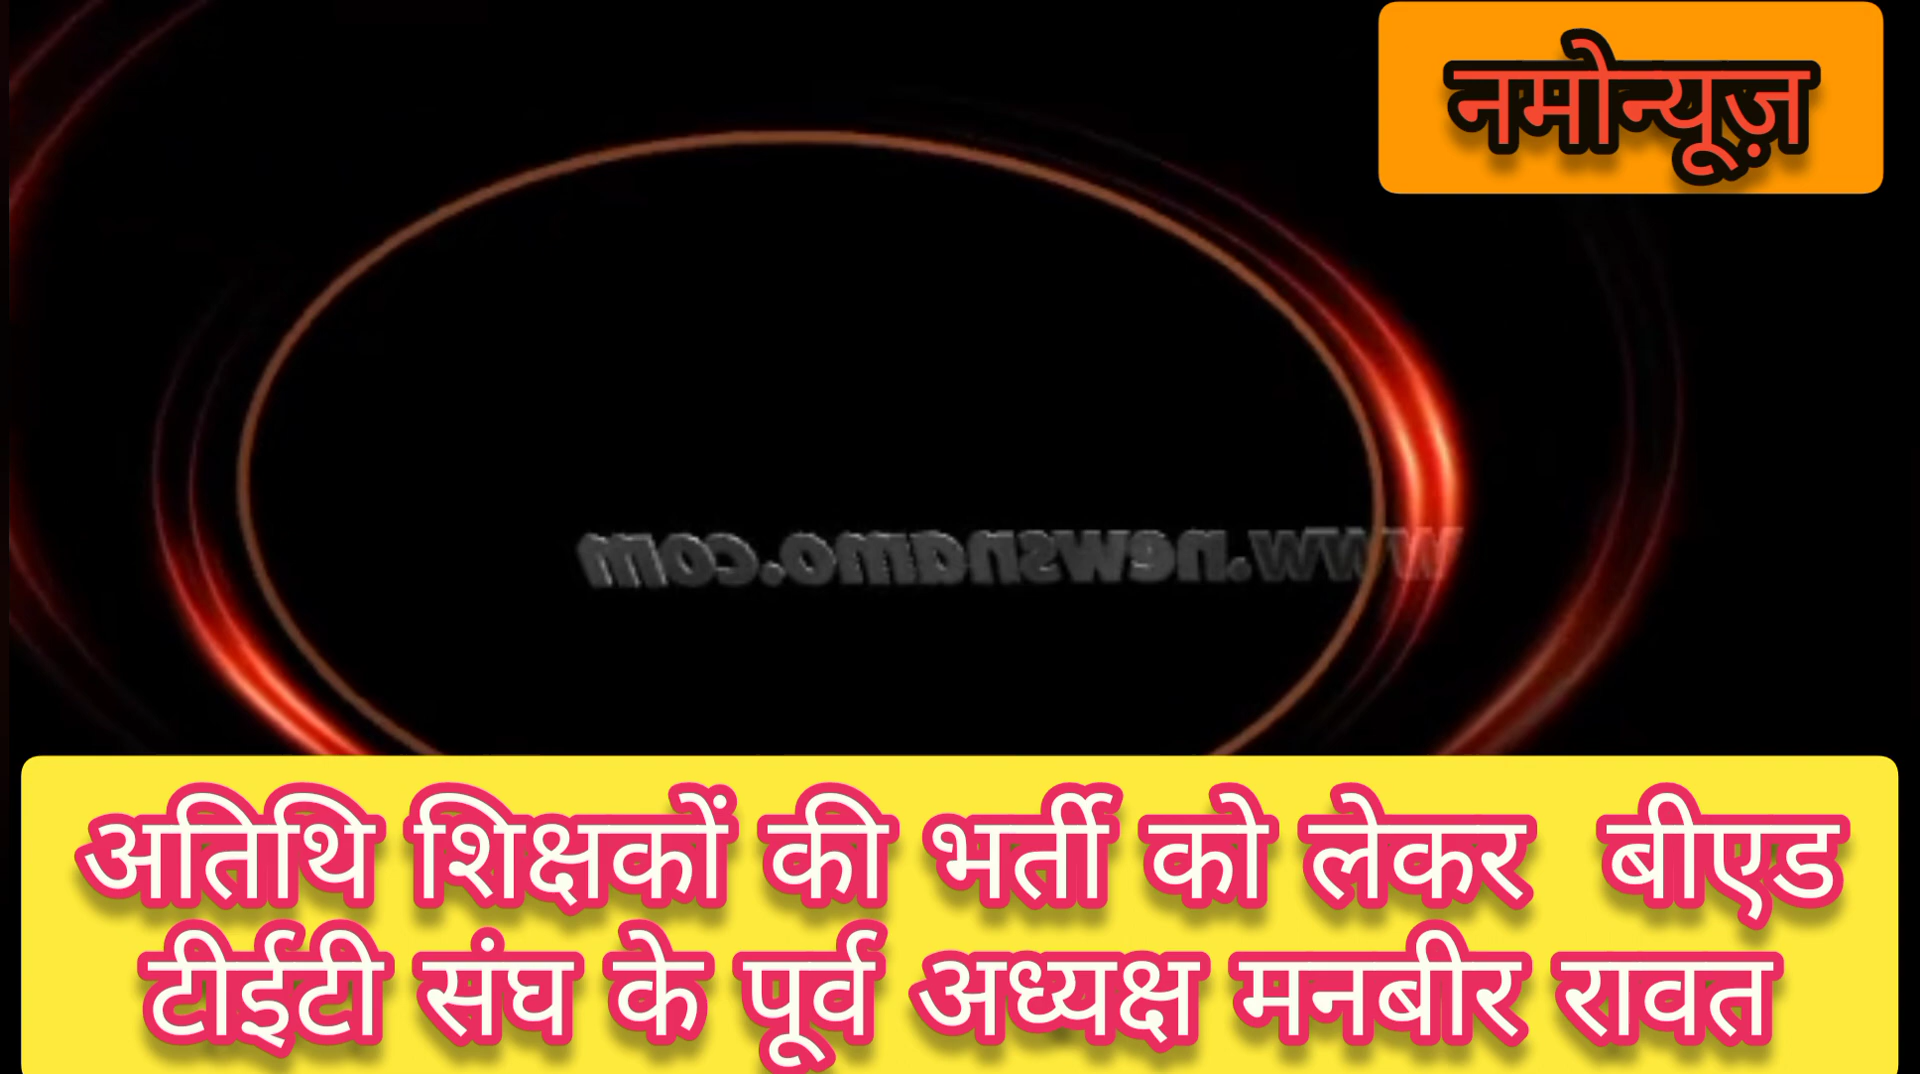 नमोन्यूज़
www.newsnamo.com
अतिथि शिक्षकों की भर्ती को लेकर बीएड
टीईटी संघ के पूर्व अध्यक्ष मनबीर रावत